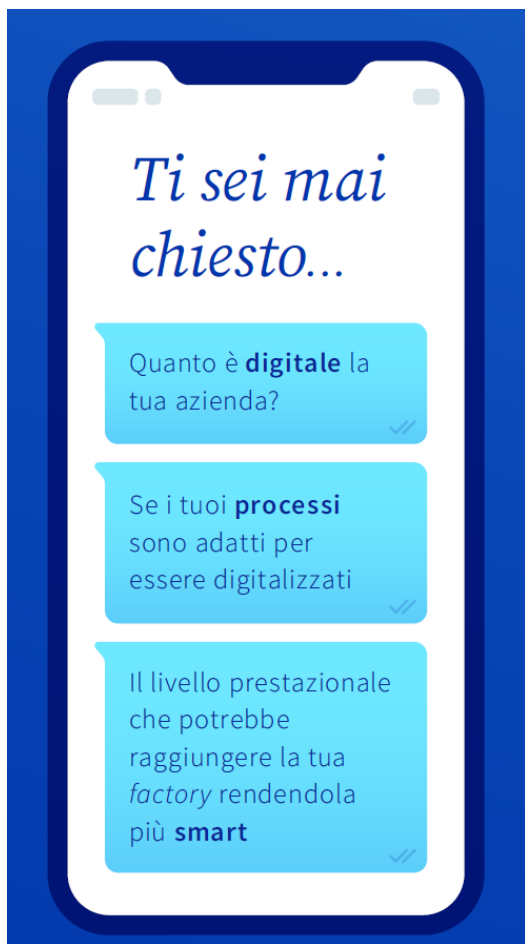 Ti sei mai
chiesto...
Quanto è digitale la
tua azienda?
Se i tuoi processi
sono adatti per
essere digitalizzati
Il livello prestazionale
che potrebbe
raggiungere la tua
factory rendendola
più smart